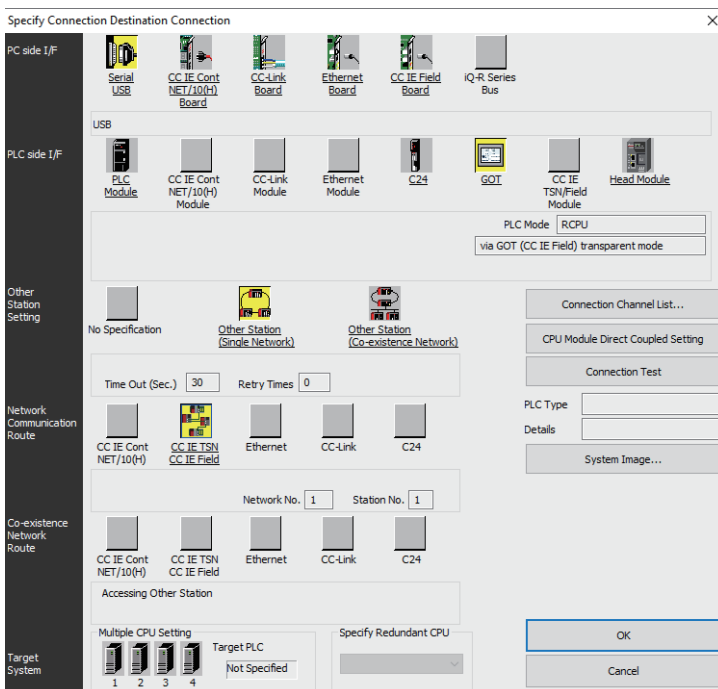 Specify Connection Destination Connection
PC side I/F
Serial
USB
CC IE Cont
NET/10(H)
Board
CC-Link
Board
Ethernet
Board
CC IE Field
Board
iQ-R Series
Bus
USB
PLC side I/F
PLC
Module
CC IE Cont
NET/10(H)
Module
CC-Link
Module
Ethernet
Module
C24
GOT
CC IE
TSN/Field
Module
Head Module
PLC Mode RCPU
via GOT (CC IE Field) transparent mode
Other
Station
Setting
No Specification
Other Station
(Single Network)
Other Station
(Co-existence Network)
Connection Channel List...
CPU Module Direct Coupled Setting
Time Out (Sec.) 30 Retry Times 0
Connection Test
Network
Communication
Route
CC IE Cont
NET/10(H)
CC IE TSN
CC IE Field
Ethernet
CC-Link
C24
PLC Type
Details
System Image...
Network No. 1 Station No. 1
Co-existence
Network
Route
CC IE Cont
NET/10(H)
CC IE TSN
CC IE Field
Ethernet
CC-Link
C24
Accessing Other Station
Target
System
Multiple CPU Setting
1 2 3 4
Target PLC
Not Specified
Specify Redundant CPU
OK
Cancel